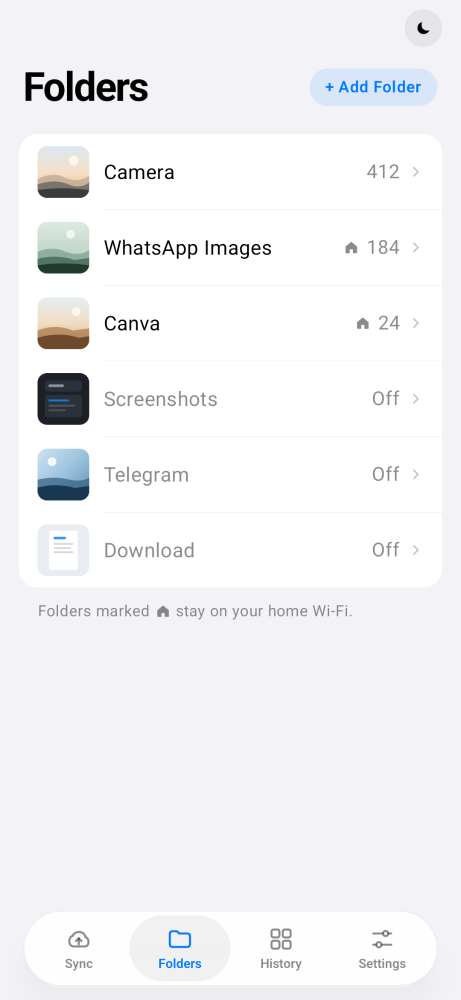 Folders
+ Add Folder
Camera 412
WhatsApp Images 184
Canva 24
Screenshots Off
Telegram Off
Download Off
Folders marked stay on your home Wi-Fi.
Sync Folders History Settings